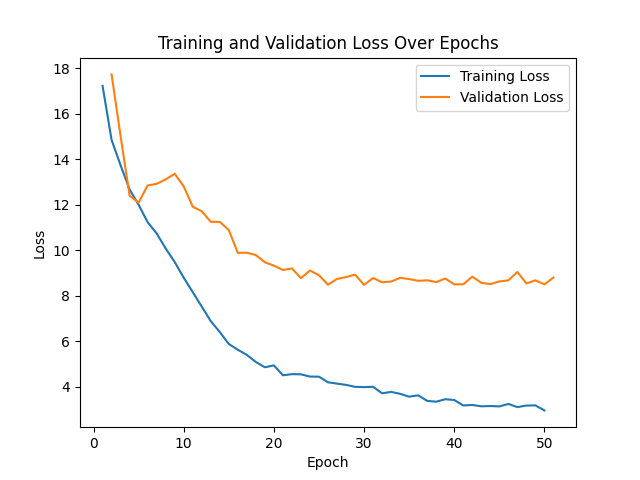 Training and Validation Loss Over Epochs
Training Loss
Validation Loss
Loss
18
16
14
12
10
8
6
4
0 10 20 30 40 50
Epoch